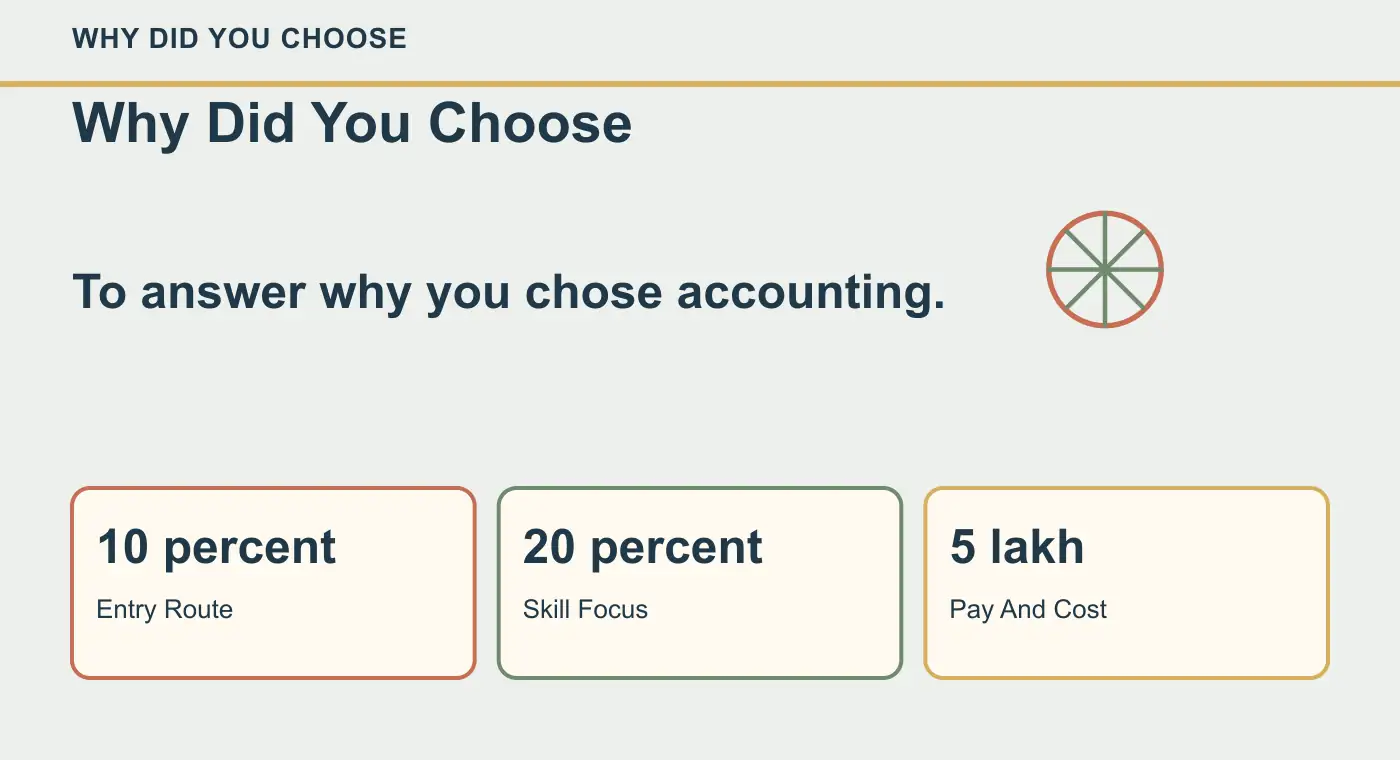 WHY DID YOU CHOOSE
Why Did You Choose
To answer why you chose accounting.
10 percent
Entry Route
20 percent
Skill Focus
5 lakh
Pay And Cost